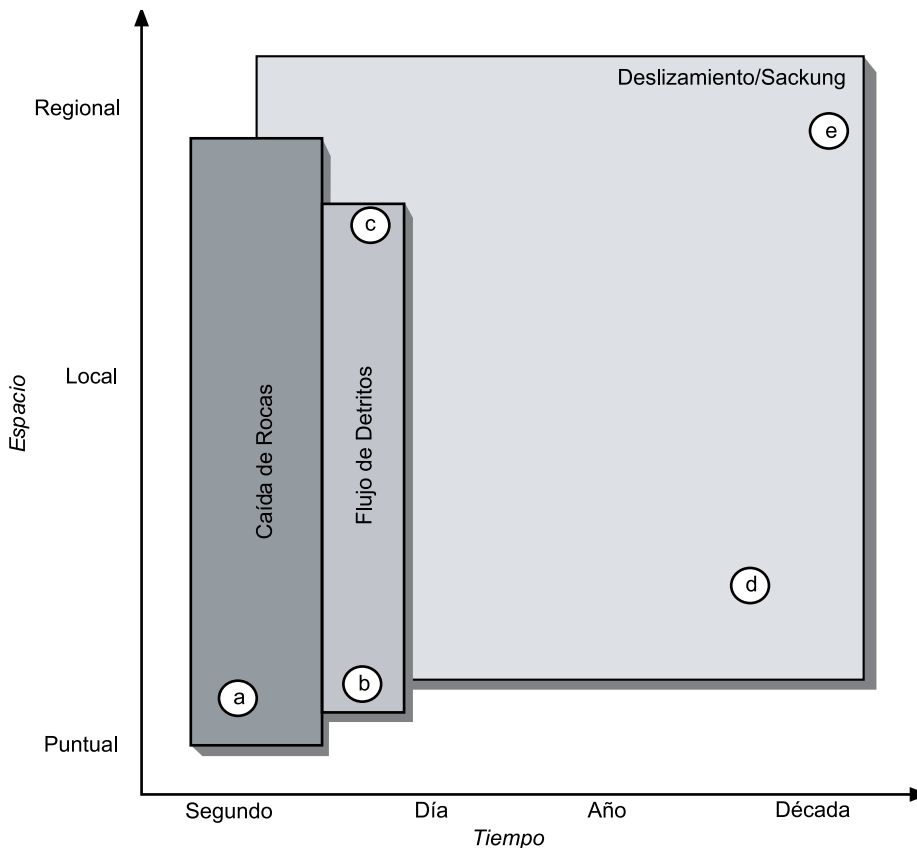 Deslizamiento/Sackung
Regional
e
c
Local
Espacio
Caída de Rocas
Flujo de Detritos
d
a
b
Puntual
Segundo
Día
Año
Década
Tiempo